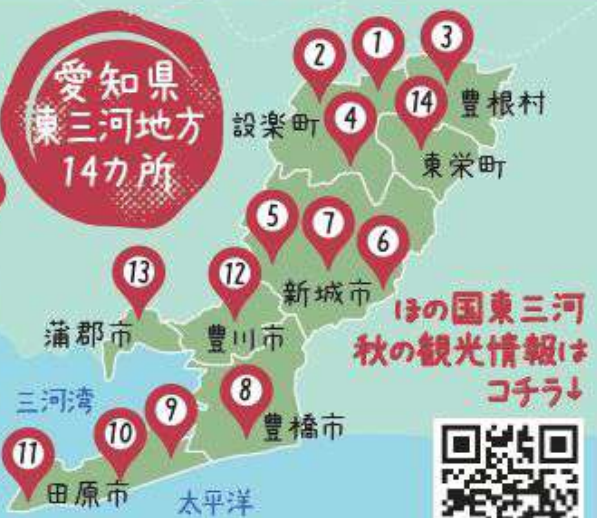 愛知県
東三河地方
14カ所
2
1
3
設楽町
4
14
豊根村
東栄町
5
7
6
新城市
13
12
蒲郡市
豊川市
ほの国東三河
秋の観光情報は
コチラ↓
三河湾
8
豊橋市
9
10
11
田原市
太平洋